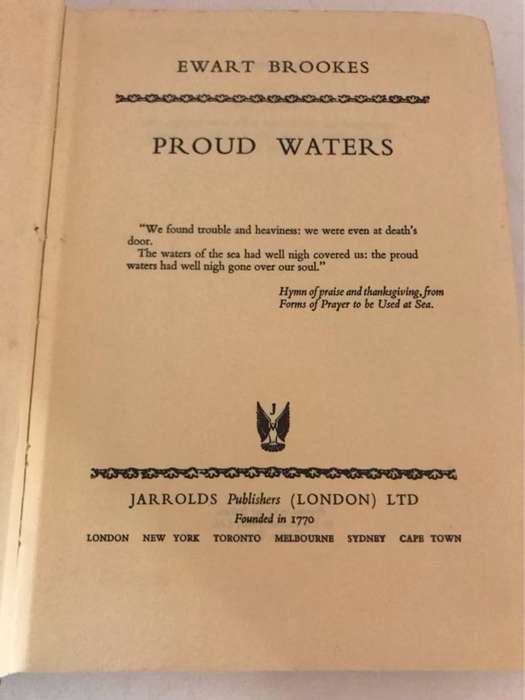 EWART BROOKES
PROUD WATERS
"We found trouble and heaviness: we were even at death's
door.
The waters of the sea had well nigh covered us: the proud
waters had well nigh gone over our soul."
Hymn of praise and thanksgiving, from
Forms of Prayer to be Used at Sea.
J
JARROLDS Publishers (LONDON) LTD
Founded in 1770
LONDON NEW YORK TORONTO MELBOURNE SYDNEY CAPE TOWN